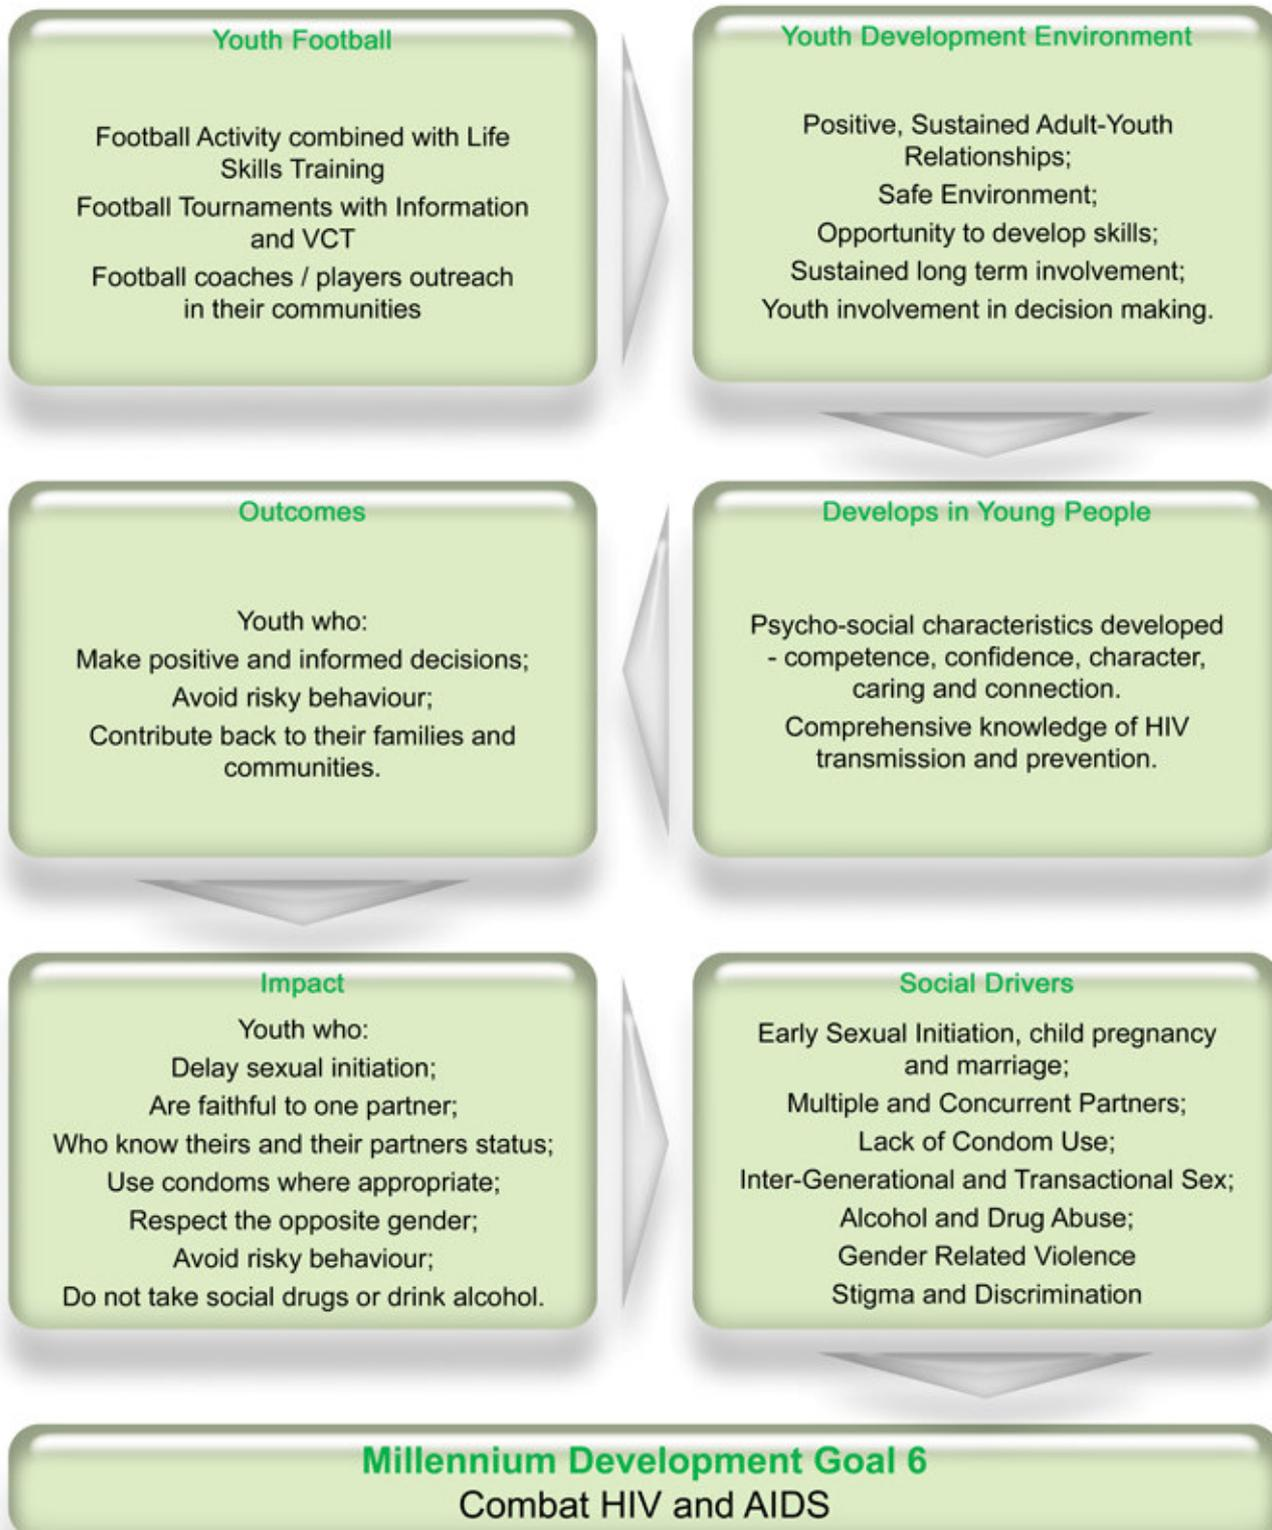 Youth Football
Football Activity combined with Life
Skills Training
Football Tournaments with Information
and VCT
Football coaches / players outreach
in their communities
Youth Development Environment
Positive, Sustained Adult-Youth
Relationships;
Safe Environment;
Opportunity to develop skills;
Sustained long term involvement;
Youth involvement in decision making.
Develops in Young People
Psycho-social characteristics developed
- competence, confidence, character,
caring and connection.
Comprehensive knowledge of HIV
transmission and prevention.
Outcomes
Youth who:
Make positive and informed decisions;
Avoid risky behaviour;
Contribute back to their families and
communities.
Impact
Youth who:
Delay sexual initiation;
Are faithful to one partner;
Who know theirs and their partners status;
Use condoms where appropriate;
Respect the opposite gender;
Avoid risky behaviour;
Do not take social drugs or drink alcohol.
Social Drivers
Early Sexual Initiation, child pregnancy
and marriage;
Multiple and Concurrent Partners;
Lack of Condom Use;
Inter-Generational and Transactional Sex;
Alcohol and Drug Abuse;
Gender Related Violence
Stigma and Discrimination
Millennium Development Goal 6
Combat HIV and AIDS